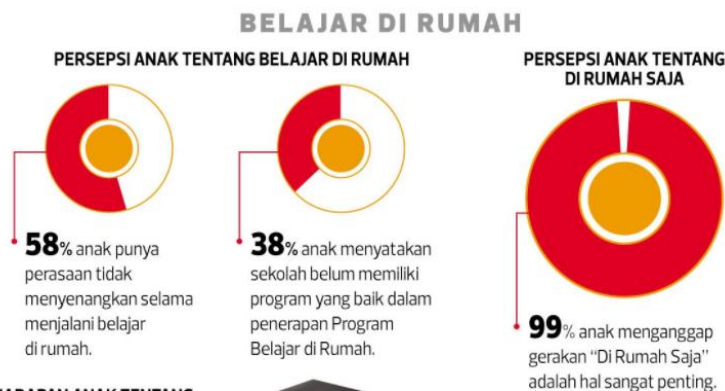 BELAJAR DI RUMAH
PERSEPSI ANAK TENTANG BELAJAR DI RUMAH
58% anak punya
perasaan tidak
menyenangkan selama
menjalani belajar
di rumah.
38% anak menyatakan
sekolah belum memiliki
program yang baik dalam
penerapan Program
Belajar di Rumah.
PERSEPSI ANAK TENTANG
DI RUMAH SAJA
99% anak menganggap
gerakan “Di Rumah Saja”
adalah hal sangat penting
ANAK TENTANG